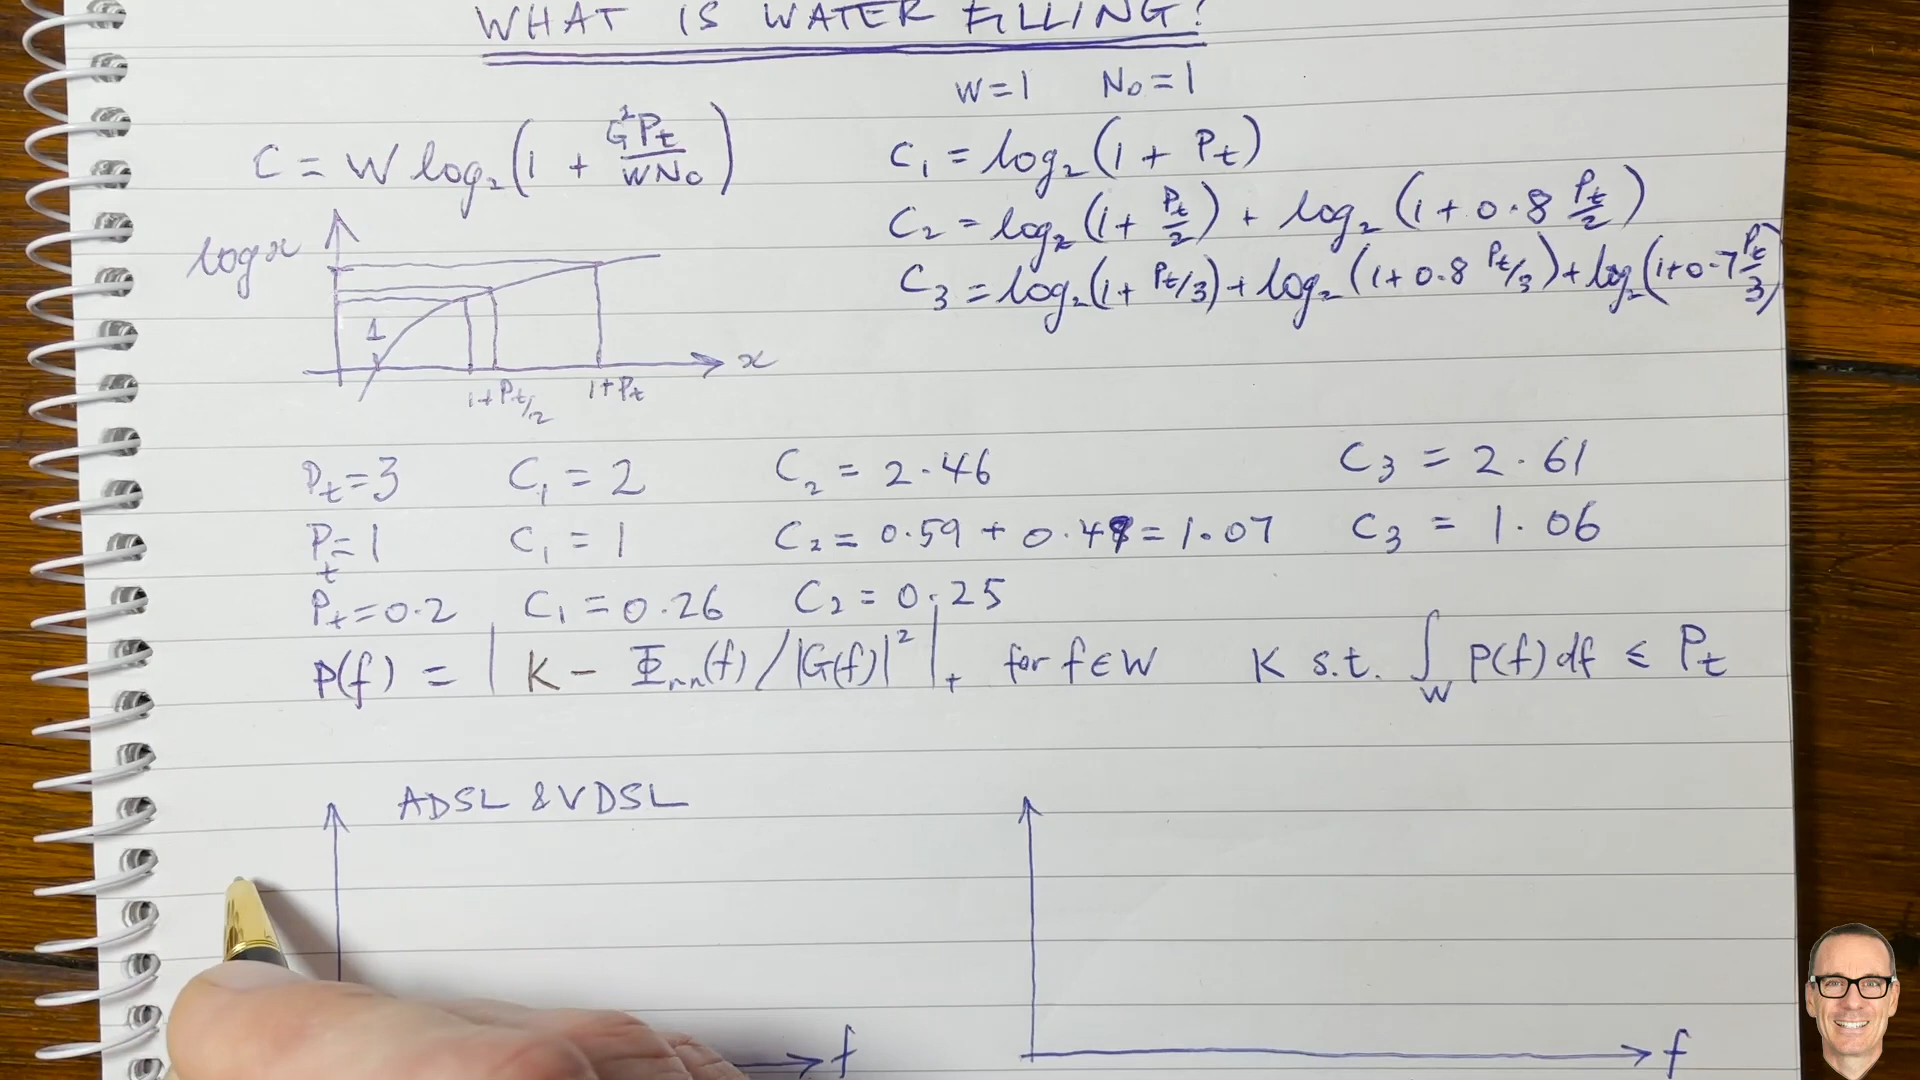 WHAT IS WATER FILLING?
W=1 N₀=1
C = W log₂(1 + G²Pt/WN₀)
C₁ = log₂(1 + Pt)
C₂ = log₂(1 + Pt/2) + log₂(1 + 0.8 Pt/2)
C₃ = log₂(1 + Pt/3) + log₂(1 + 0.8 Pt/3) + log₂(1 + 0.7 Pt/3)
log x
1
x
1+Pt/2 1+Pt
Pt=3 C₁ = 2 C₂ = 2.46 C₃ = 2.61
Pt=1 C₁ = 1 C₂ = 0.59 + 0.48 = 1.07 C₃ = 1.06
Pt=0.2 C₁ = 0.26 C₂ = 0.25
P(f) = | K - Φnn(f) / |G(f)|² |₊ for f∈W K s.t. ∫W P(f) df ≤ Pt
ADSL & VDSL
f
f